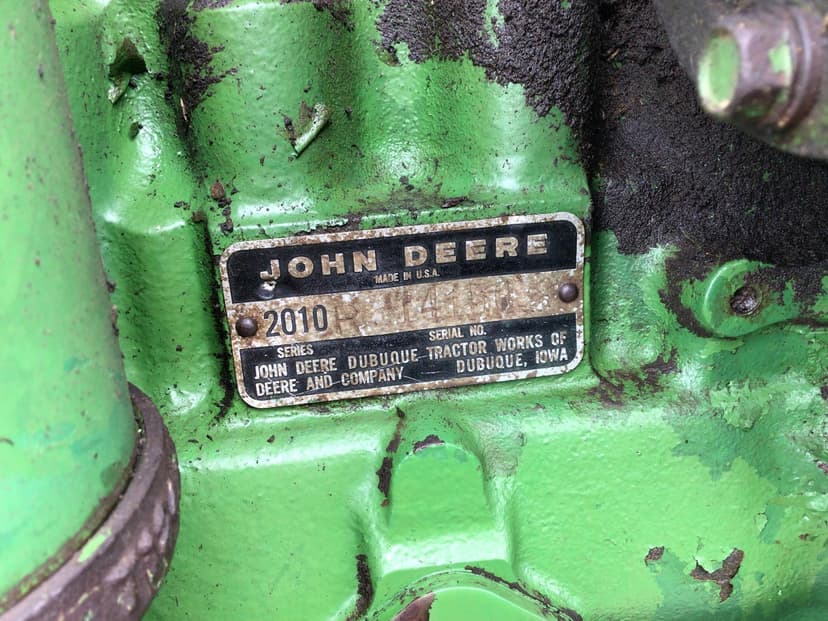 JOHN DEERE
MADE IN U.S.A.
2010 R
SERIES SERIAL NO.
JOHN DEERE DUBUQUE TRACTOR WORKS OF
DEERE AND COMPANY DUBUQUE, IOWA